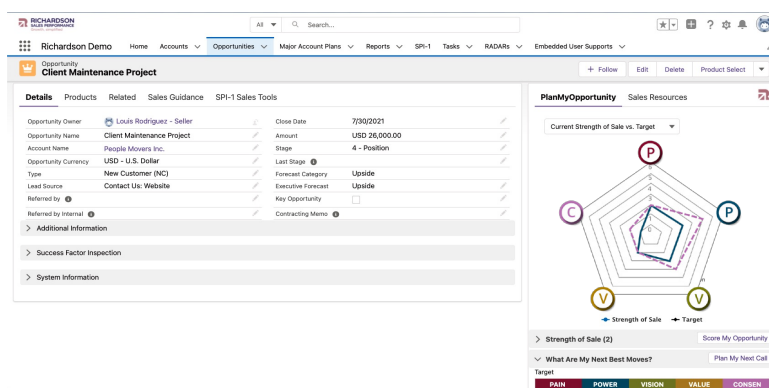 RICHARDSON
SALES PERFORMANCE
All
Search...
Richardson Demo
Home
Accounts
Opportunities
Major Account Plans
Reports
SPI-1
Tasks
RADARs
Embedded User Supports
Opportunity
Client Maintenance Project
+ Follow
Edit
Delete
Product Select
Details
Products
Related
Sales Guidance
SPI-1 Sales Tools
Opportunity Owner
Louis Rodriguez - Seller
Opportunity Name
Client Maintenance Project
Account Name
People Movers Inc.
Opportunity Currency
USD - U.S. Dollar
Type
New Customer (NC)
Lead Source
Contact Us: Website
Referred by
Referred by Internal
Close Date
7/30/2021
Amount
USD 26,000.00
Stage
4 - Position
Last Stage
Forecast Category
Upside
Executive Forecast
Upside
Key Opportunity
Contracting Memo
Additional Information
Success Factor Inspection
System Information
PlanMyOpportunity
Sales Resources
Current Strength of Sale vs. Target
P
C
P
V
V
Strength of Sale
Target
Strength of Sale (2)
Score My Opportunity
What Are My Next Best Moves?
Plan My Next Call
Target
PAIN
POWER
VISION
VALUE
CONSEN